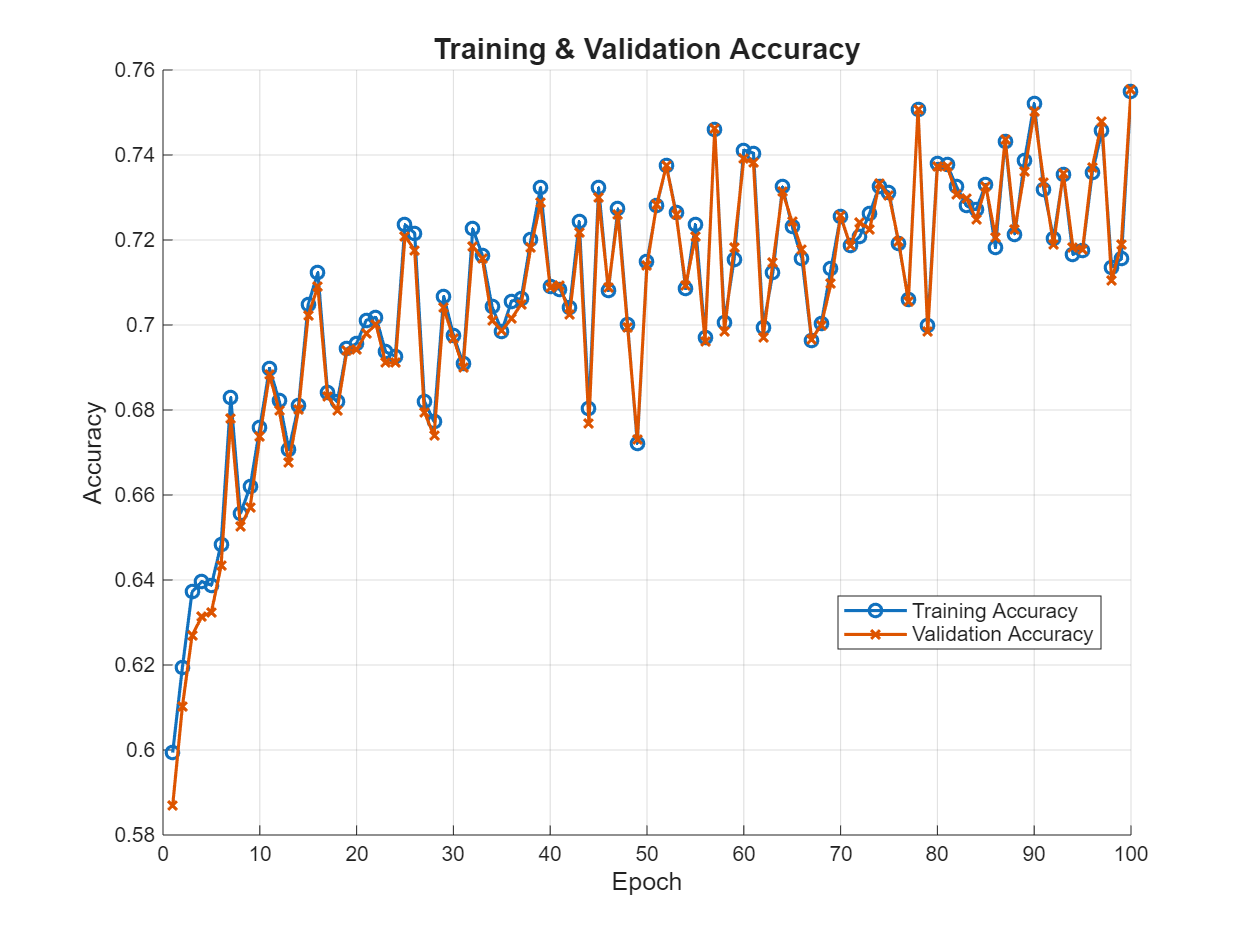 Training & Validation Accuracy
0.76
0.74
0.72
0.7
0.68
0.66
0.64
0.62
0.6
0.58
Accuracy
Training Accuracy
Validation Accuracy
0 10 20 30 40 50 60 70 80 90 100
Epoch